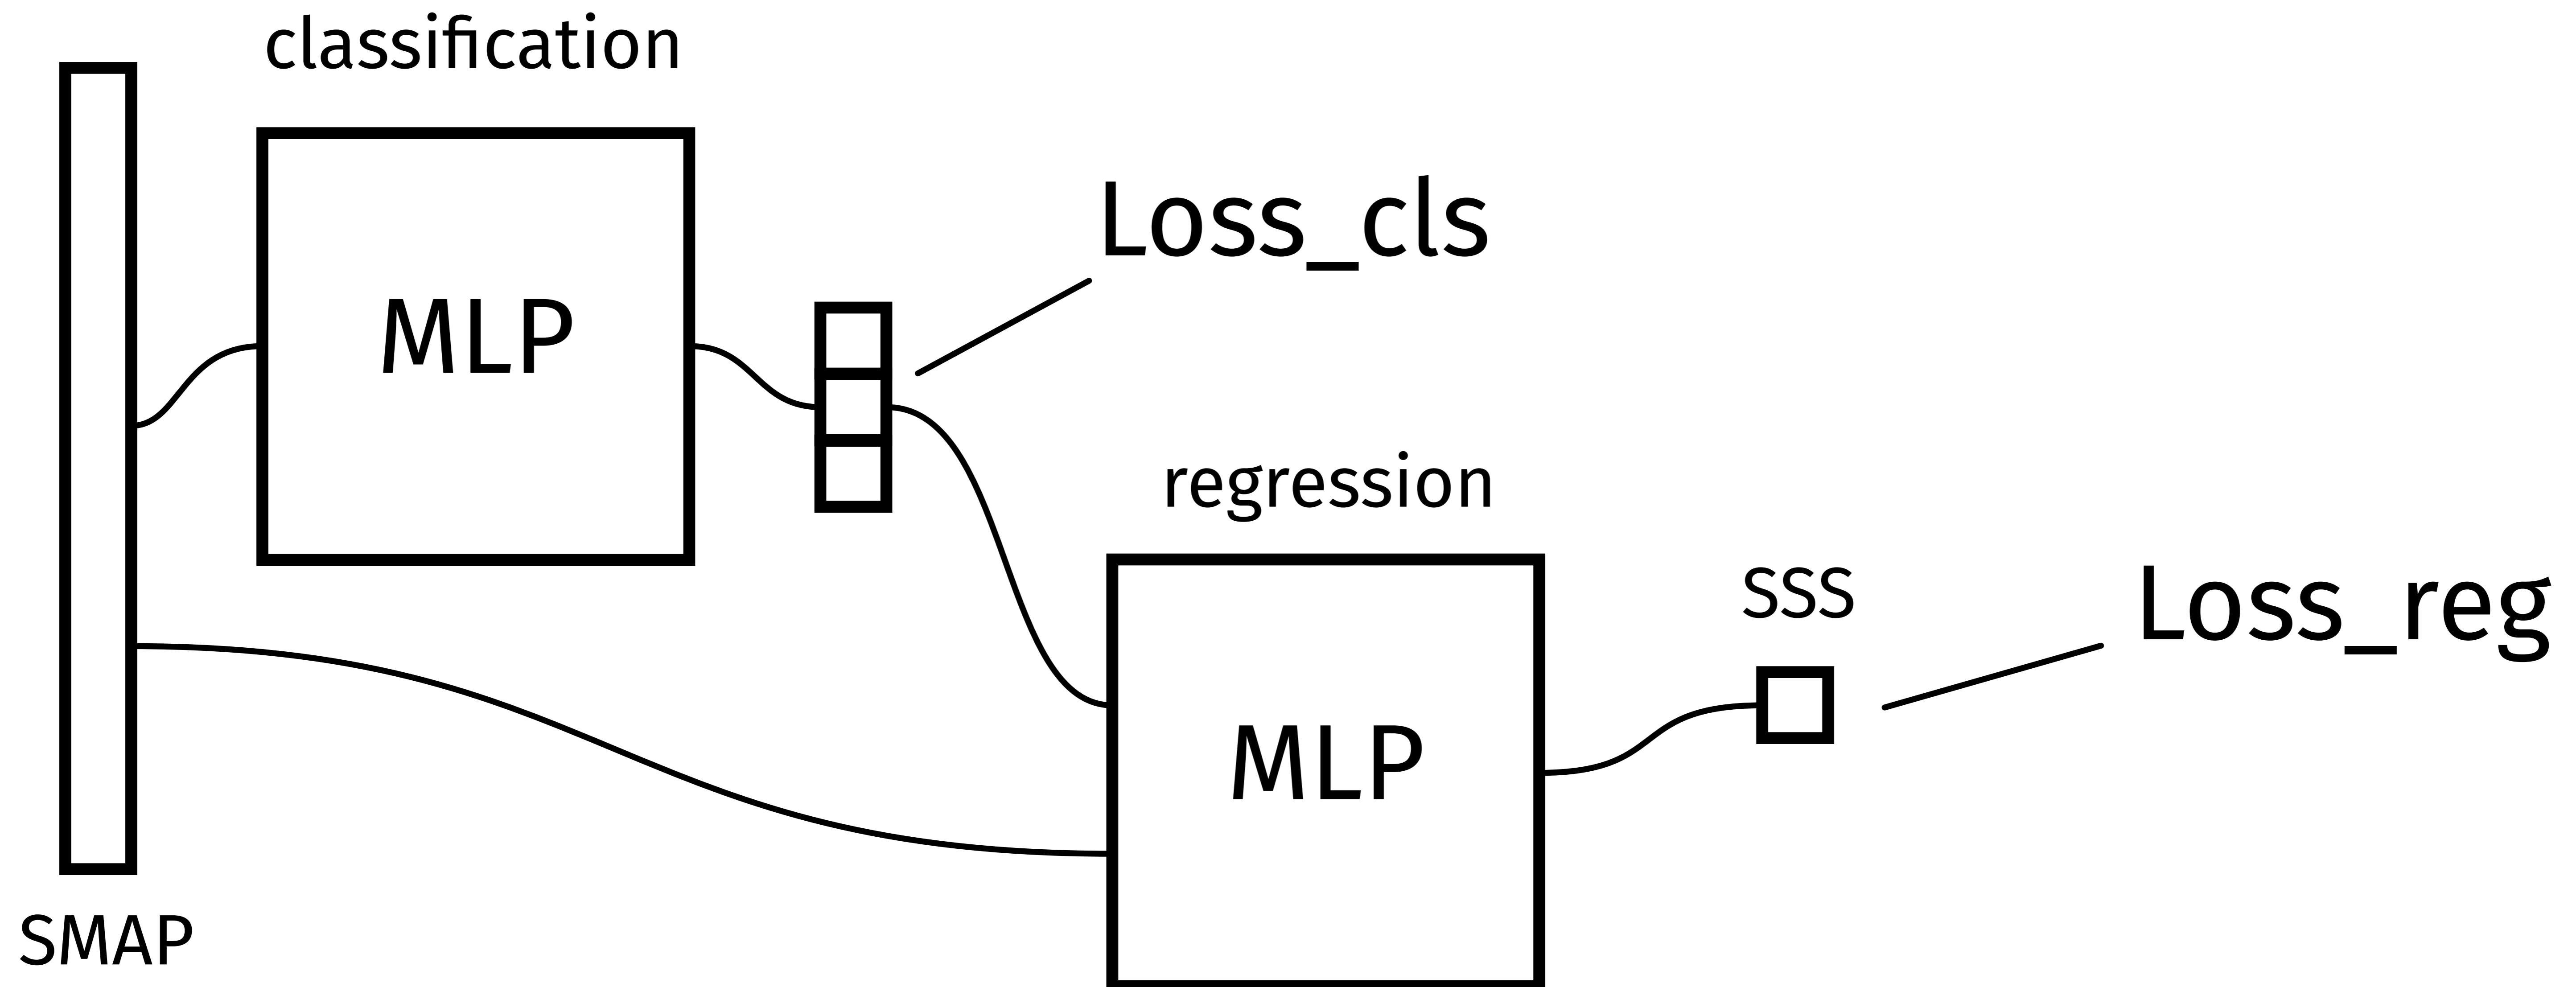 classification
MLP
Loss_cls
regression
MLP
SSS
Loss_reg
SMAP